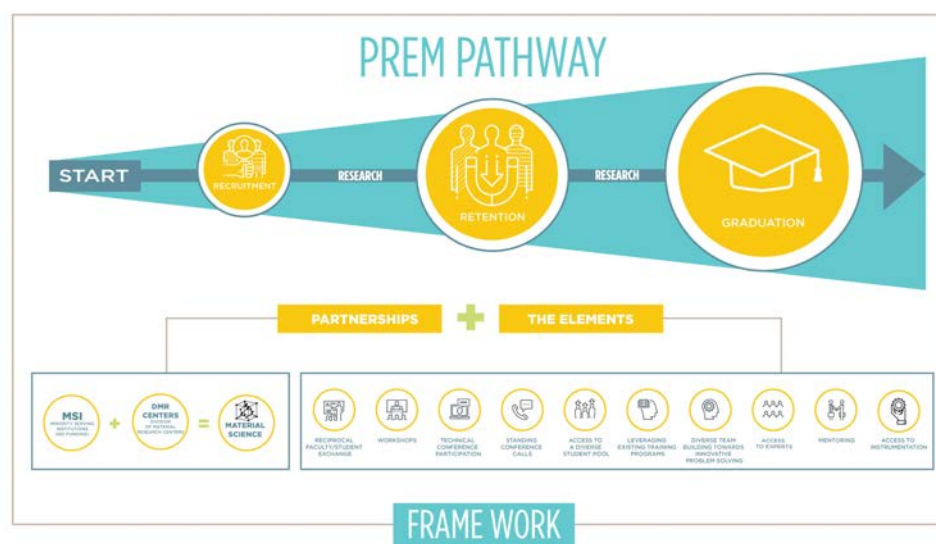 PREM PATHWAY
START
RECRUITMENT
RESEARCH
RETENTION
RESEARCH
GRADUATION
PARTNERSHIPS
THE ELEMENTS
MSI
MINORITY SERVING
INSTITUTIONS
+
DMR
CENTERS
DIVISION
OF MATERIAL
RESEARCH CENTERS
=
MATERIAL
SCIENCE
RECIPROCAL
FACULTY/STUDENT
EXCHANGE
WORKSHOPS
TECHNICAL
CONFERENCE
PARTICIPATION
STANDING
CONFERENCE
CALLS
ACCESS TO
A DIVERSE
STUDENT POOL
LEVERAGING
EXISTING TRAINING
PROGRAMS
DIVERSE TEAM
BUILDING TOWARDS
INNOVATIVE
PROBLEM SOLVING
ACCESS
TO EXPERTS
MENTORING
ACCESS TO
INSTRUMENTATION
FRAME WORK